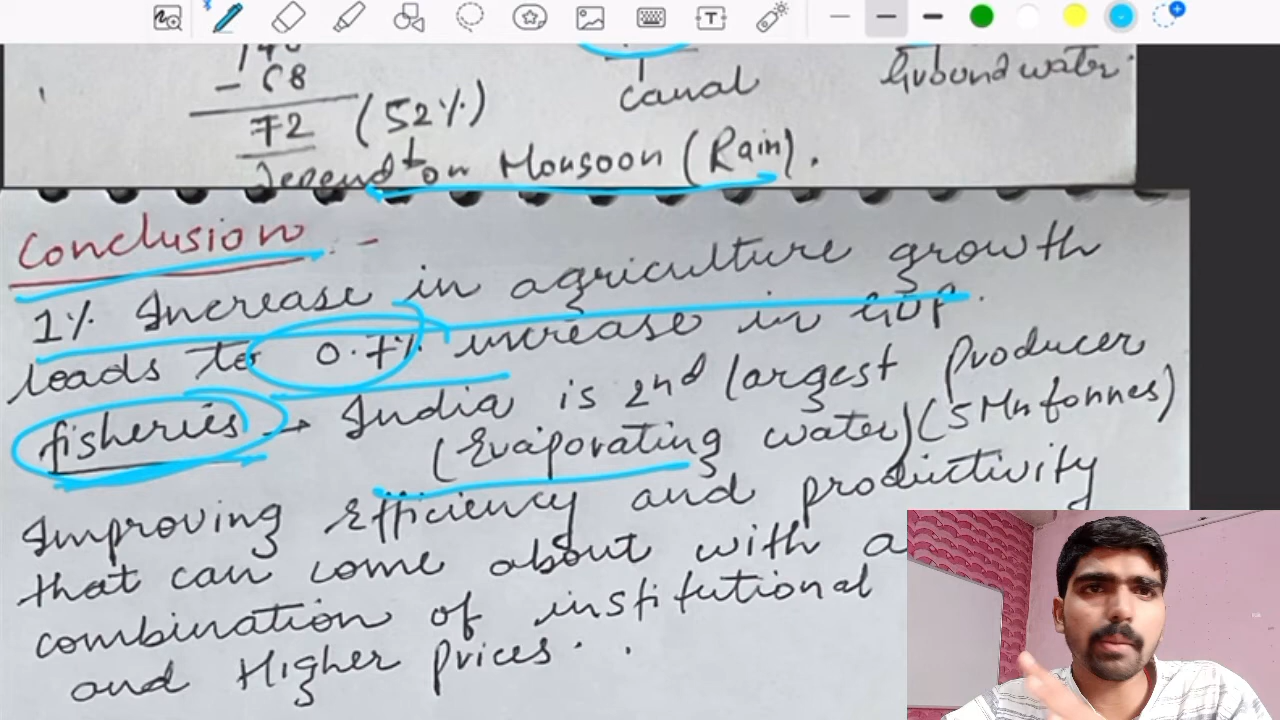 - 68
72 (52%)
canal
Groundwater.
Depend on Monsoon (Rain).
Conclusion :-
1% Increase in agriculture growth
leads to 0.7% increase in GDP.
fisheries → India is 2nd largest Producer
(Evaporating water) (5 Mn tonnes)
Improving Efficiency and productivity
that can come about with a
combination of institutional
and Higher Prices.